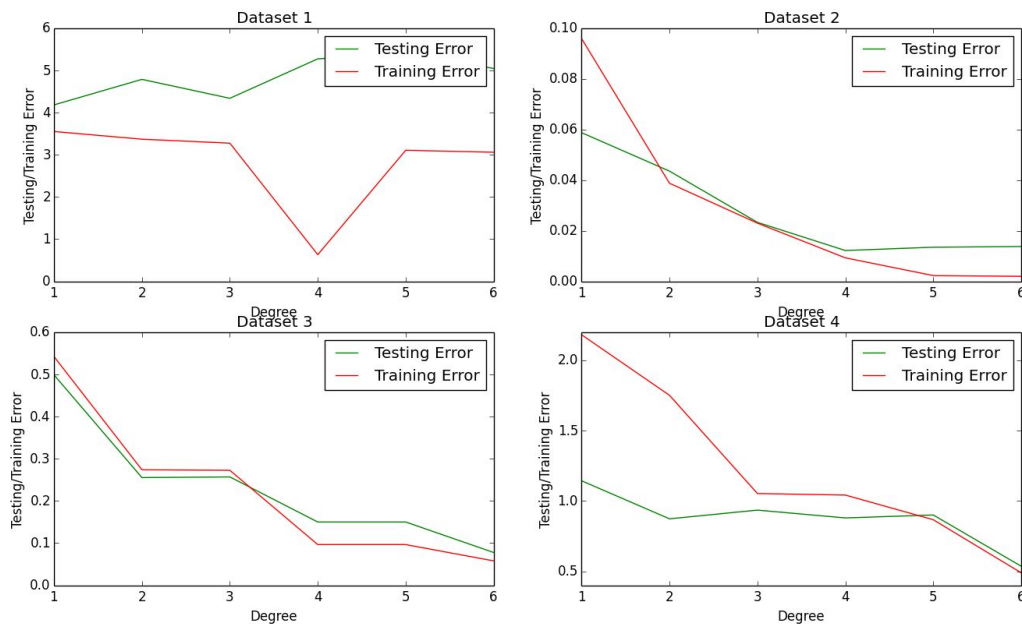 Dataset 1
Testing/Training Error
6
5
4
3
2
1
0
Testing Error
Training Error
1 2 3 4 5 6
Degree
Dataset 2
Testing/Training Error
0.10
0.08
0.06
0.04
0.02
0.00
Testing Error
Training Error
1 2 3 4 5 6
Degree
Dataset 3
Testing/Training Error
0.6
0.5
0.4
0.3
0.2
0.1
0.0
Testing Error
Training Error
1 2 3 4 5 6
Degree
Dataset 4
Testing/Training Error
2.0
1.5
1.0
0.5
Testing Error
Training Error
1 2 3 4 5 6
Degree